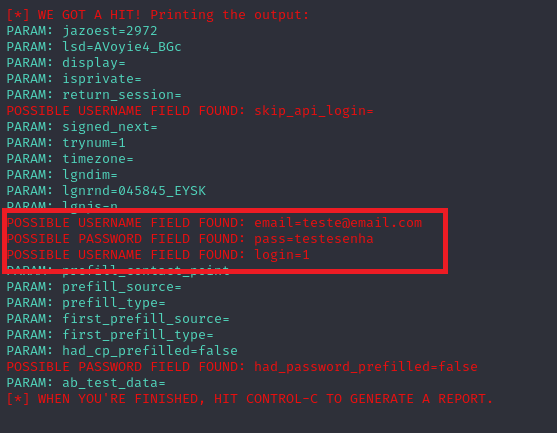 [*] WE GOT A HIT! Printing the output:
PARAM: jazoest=2972
PARAM: lsd=AVoyie4_BGc
PARAM: display=
PARAM: isprivate=
PARAM: return_session=
POSSIBLE USERNAME FIELD FOUND: skip_api_login=
PARAM: signed_next=
PARAM: trynum=1
PARAM: timezone=
PARAM: lgndim=
PARAM: lgnrnd=045845_EYSK
PARAM: lgnjs=n
POSSIBLE USERNAME FIELD FOUND: email=teste@email.com
POSSIBLE PASSWORD FIELD FOUND: pass=testesenha
POSSIBLE USERNAME FIELD FOUND: login=1
PARAM: prefill_contact_point=
PARAM: prefill_source=
PARAM: prefill_type=
PARAM: first_prefill_source=
PARAM: first_prefill_type=
PARAM: had_cp_prefilled=false
POSSIBLE PASSWORD FIELD FOUND: had_password_prefilled=false
PARAM: ab_test_data=
[*] WHEN YOU'RE FINISHED, HIT CONTROL-C TO GENERATE A REPORT.